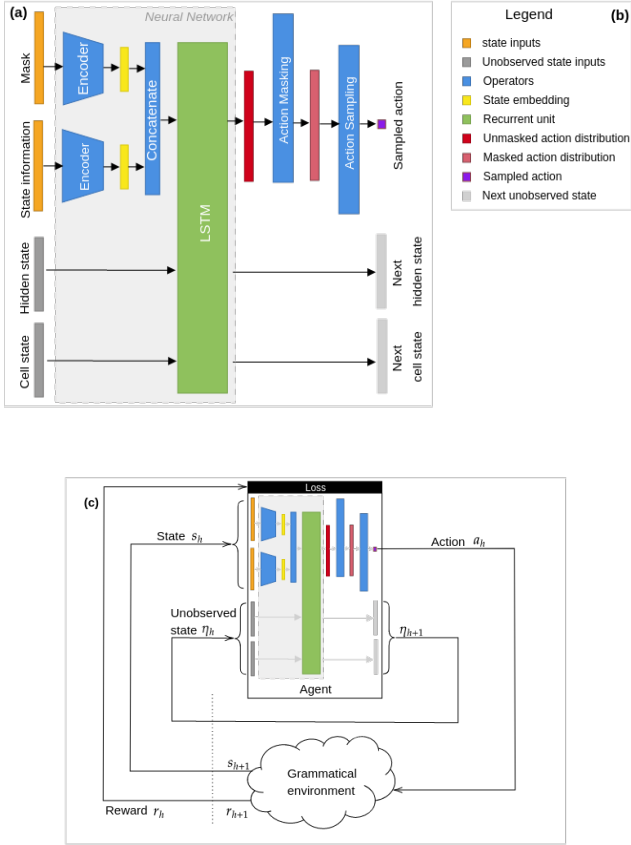 (a)
Neural Network
Mask
Encoder
State information
Encoder
Concatenate
LSTM
Action Masking
Action Sampling
Sampled action
Hidden state
Next
hidden state
Cell state
Next
cell state
Legend
(b)
state inputs
Unobserved state inputs
Operators
State embedding
Recurrent unit
Unmasked action distribution
Masked action distribution
Sampled action
Next unobserved state
(c)
Loss
State s_h
Action a_h
Unobserved
state η_h
η_{h+1}
Agent
s_{h+1}
Grammatical
environment
Reward r_h
r_{h+1}